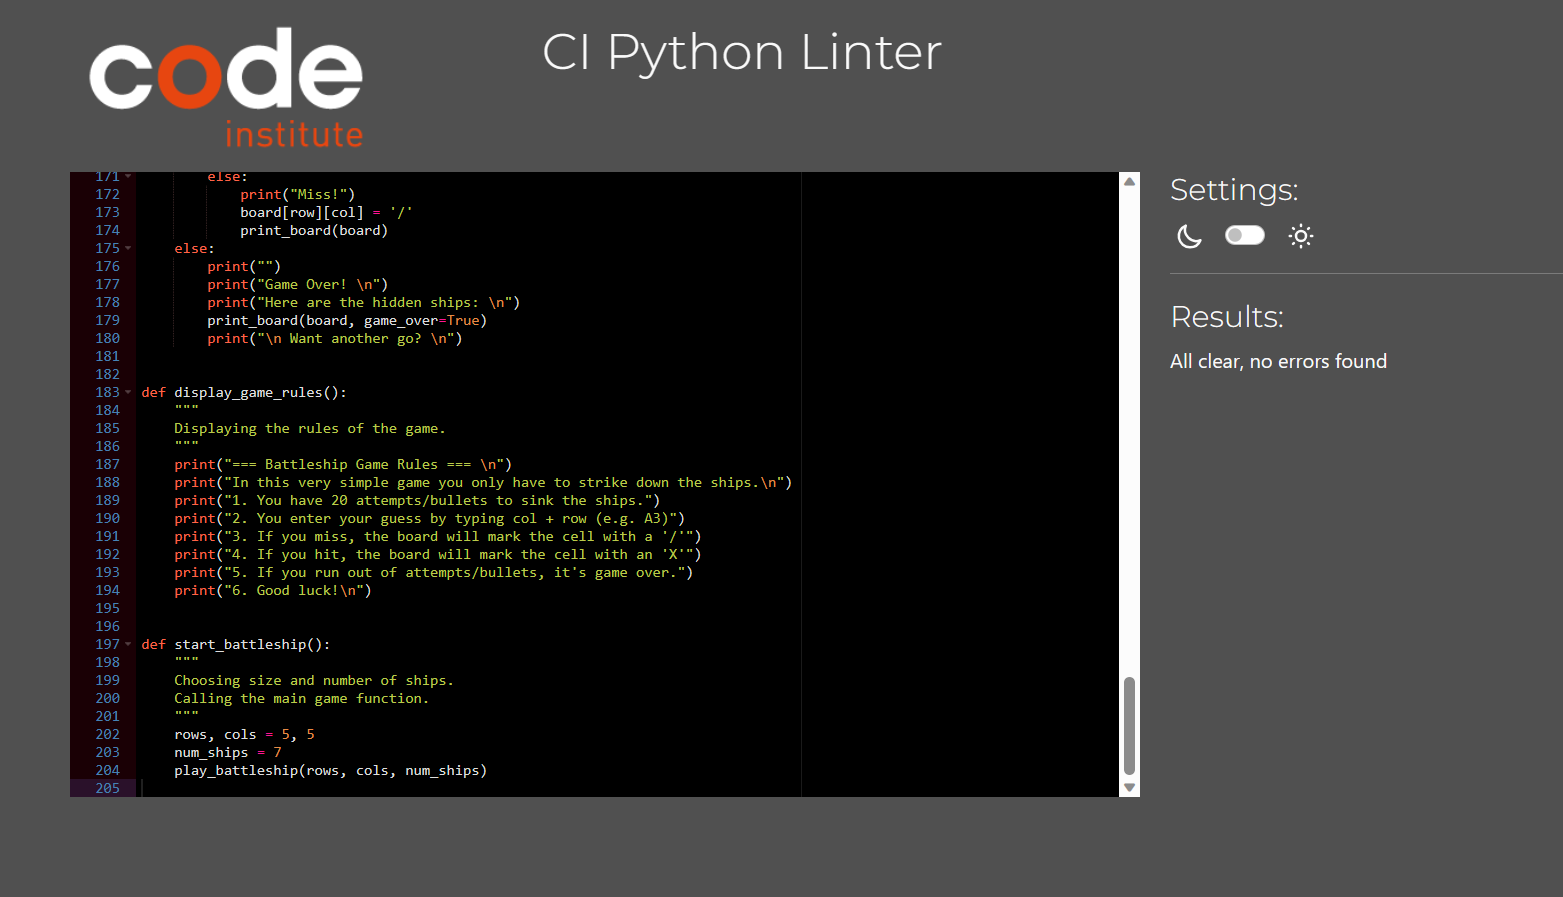 code
institute
CI Python Linter
171 else:
172 print("Miss!")
173 board[row][col] = '/'
174 print_board(board)
175 else:
176 print("")
177 print("Game Over! \n")
178 print("Here are the hidden ships: \n")
179 print_board(board, game_over=True)
180 print("\n Want another go? \n")
181
182
183 def display_game_rules():
184 """
185 Displaying the rules of the game.
186 """
187 print("=== Battleship Game Rules === \n")
188 print("In this very simple game you only have to strike down the ships.\n")
189 print("1. You have 20 attempts/bullets to sink the ships.")
190 print("2. You enter your guess by typing col + row (e.g. A3)")
191 print("3. If you miss, the board will mark the cell with a '/'")
192 print("4. If you hit, the board will mark the cell with an 'X'")
193 print("5. If you run out of attempts/bullets, it's game over.")
194 print("6. Good luck!\n")
195
196
197 def start_battleship():
198 """
199 Choosing size and number of ships.
200 Calling the main game function.
201 """
202 rows, cols = 5, 5
203 num_ships = 7
204 play_battleship(rows, cols, num_ships)
205
Settings:
Results:
All clear, no errors found